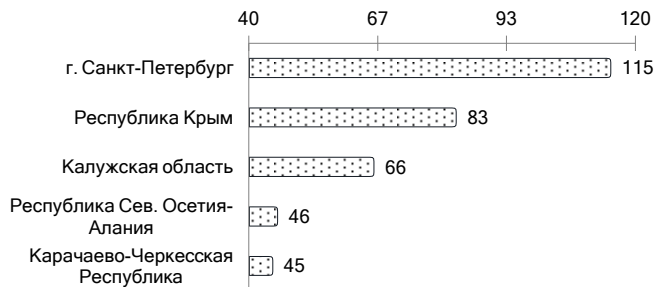 40 67 93 120
г. Санкт-Петербург 115
Республика Крым 83
Калужская область 66
Республика Сев. Осетия-
Алания 46
Карачаево-Черкесская
Республика 45